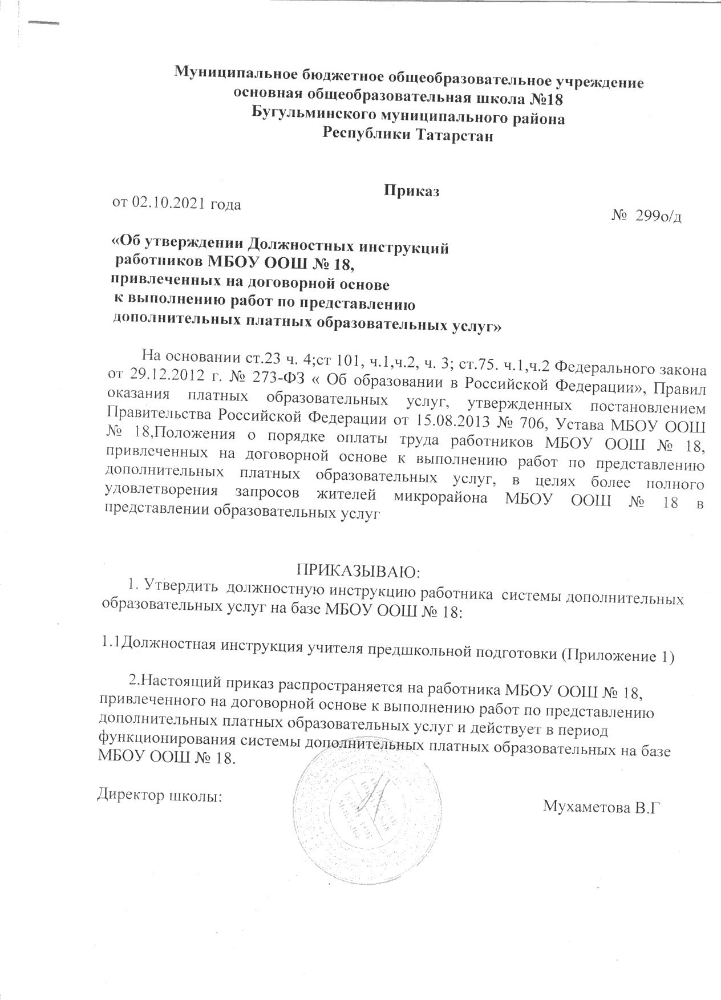 Муниципальное бюджетное общеобразовательное учреждение
основная общеобразовательная школа №18
Бугульминского муниципального района
Республики Татарстан
Приказ
от 02.10.2021 года
№ 299о/д
«Об утверждении Должностных инструкций
работников МБОУ ООШ № 18,
привлеченных на договорной основе
к выполнению работ по представлению
дополнительных платных образовательных услуг»
На основании ст.23 ч. 4;ст 101, ч.1,ч.2, ч. 3; ст.75. ч.1,ч.2 Федерального закона
от 29.12.2012 г. № 273-ФЗ « Об образовании в Российской Федерации», Правил
оказания платных образовательных услуг, утвержденных постановлением
Правительства Российской Федерации от 15.08.2013 № 706, Устава МБОУ ООШ
№ 18,Положения о порядке оплаты труда работников МБОУ ООШ № 18,
привлеченных на договорной основе к выполнению работ по представлению
дополнительных платных образовательных услуг, в целях более полного
удовлетворения запросов жителей микрорайона МБОУ ООШ № 18 в
представлении образовательных услуг
ПРИКАЗЫВАЮ:
1. Утвердить должностную инструкцию работника системы дополнительных
образовательных услуг на базе МБОУ ООШ № 18:
1.1Должностная инструкция учителя предшкольной подготовки (Приложение 1)
2.Настоящий приказ распространяется на работника МБОУ ООШ № 18,
привлеченного на договорной основе к выполнению работ по представлению
дополнительных платных образовательных услуг и действует в период
функционирования системы дополнительных платных образовательных на базе
МБОУ ООШ № 18.
Директор школы:
Мухаметова В.Г